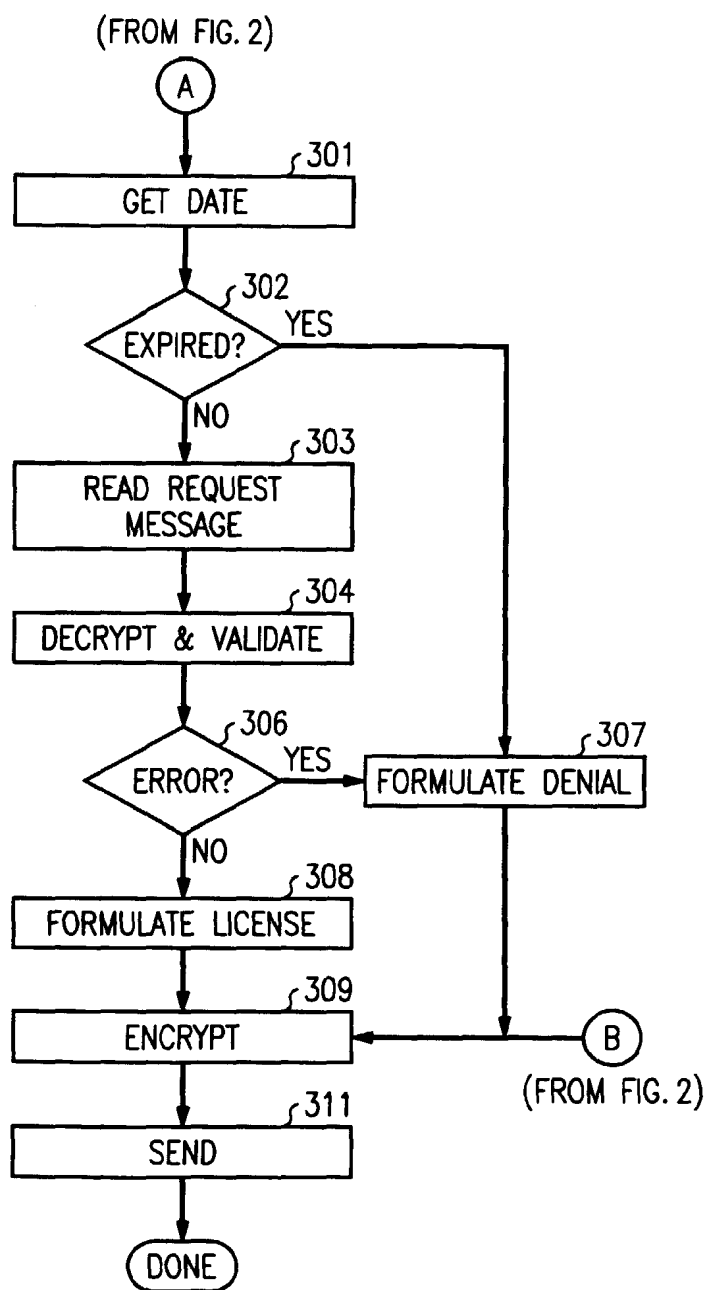 (FROM FIG. 2)
A
301
GET DATE
302
EXPIRED?
YES
NO
303
READ REQUEST
MESSAGE
304
DECRYPT & VALIDATE
306
ERROR?
YES
307
FORMULATE DENIAL
NO
308
FORMULATE LICENSE
309
ENCRYPT
B
(FROM FIG. 2)
311
SEND
DONE